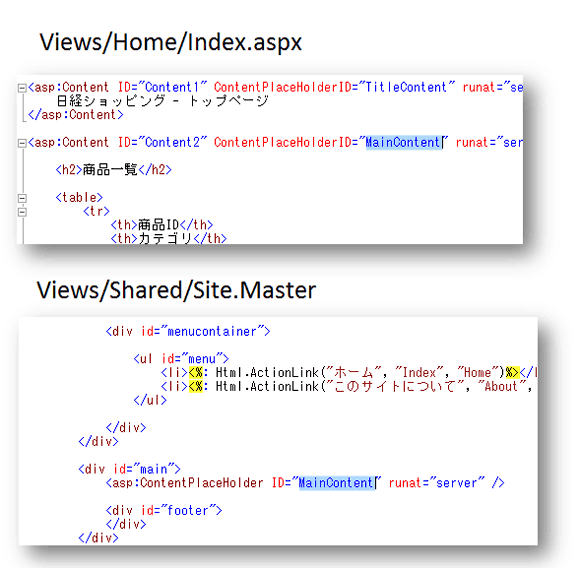 Views/Home/Index.aspx
<asp:Content ID="Content1" ContentPlaceHolderID="TitleContent" runat="se
日経ショッピング - トップページ
</asp:Content>
<asp:Content ID="Content2" ContentPlaceHolderID="MainContent" runat="ser
<h2>商品一覧</h2>
<table>
<tr>
<th>商品ID</th>
<th>カテゴリ</th>
Views/Shared/Site.Master
<div id="menucontainer">
<ul id="menu">
<li><%: Html.ActionLink("ホーム", "Index", "Home")%></l
<li><%: Html.ActionLink("このサイトについて", "About",
</ul>
</div>
</div>
<div id="main">
<asp:ContentPlaceHolder ID="MainContent" runat="server" />
<div id="footer">
</div>
</div>